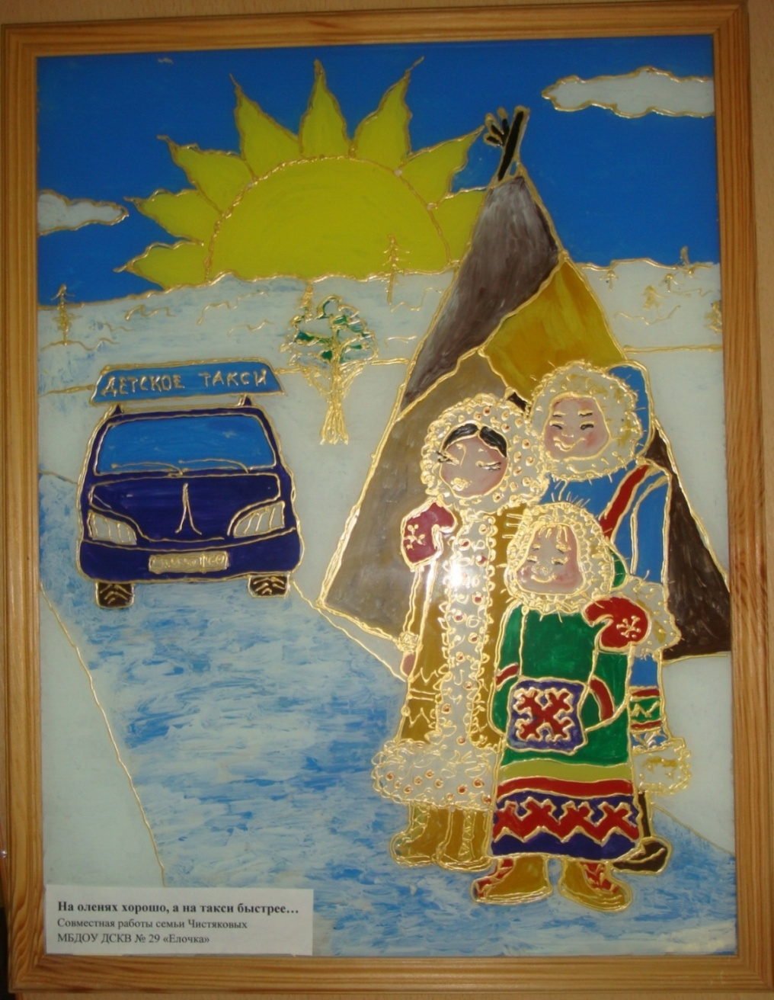 ДЕТСКОЕ ТАКСИ
На оленях хорошо, а на такси быстрее…
Совместная работы семьи Чистяковых
МБДОУ ДСКВ № 29 «Елочка»